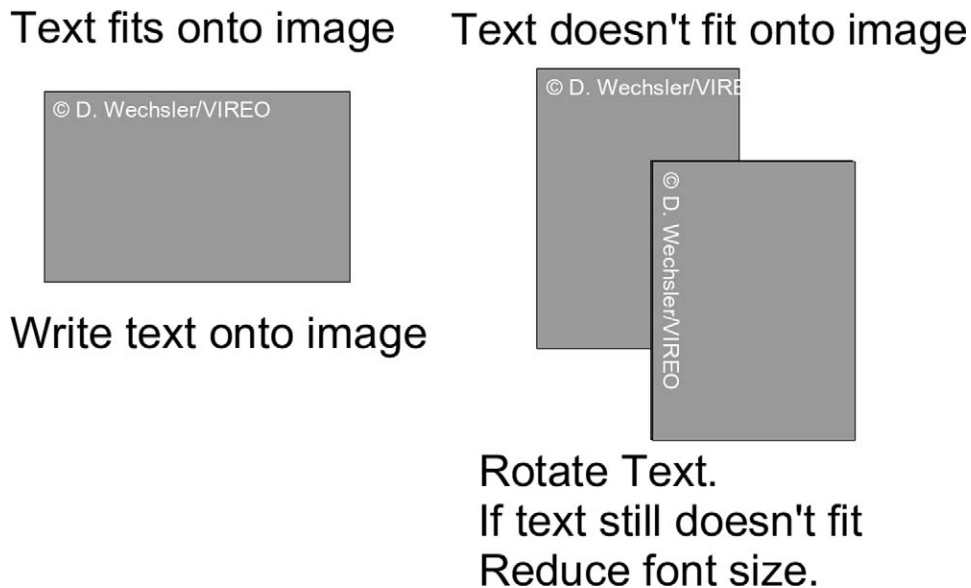 Text fits onto image
© D. Wechsler/VIREO
Write text onto image
Text doesn't fit onto image
© D. Wechsler/VIRE
© D. Wechsler/VIREO
Rotate Text.
If text still doesn't fit
Reduce font size.